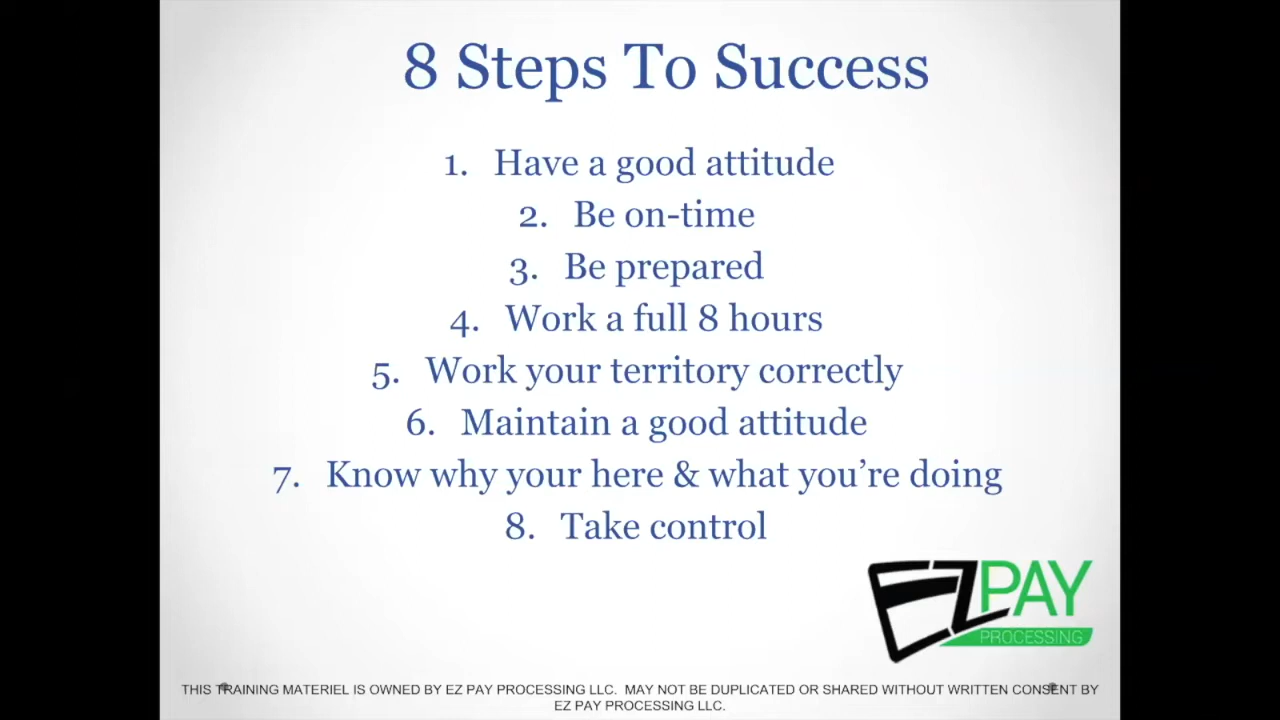 8 Steps To Success
1. Have a good attitude
2. Be on-time
3. Be prepared
4. Work a full 8 hours
5. Work your territory correctly
6. Maintain a good attitude
7. Know why your here & what you're doing
8. Take control
EZ PAY
PROCESSING
THIS TRAINING MATERIEL IS OWNED BY EZ PAY PROCESSING LLC. MAY NOT BE DUPLICATED OR SHARED WITHOUT WRITTEN CONSENT BY
EZ PAY PROCESSING LLC.